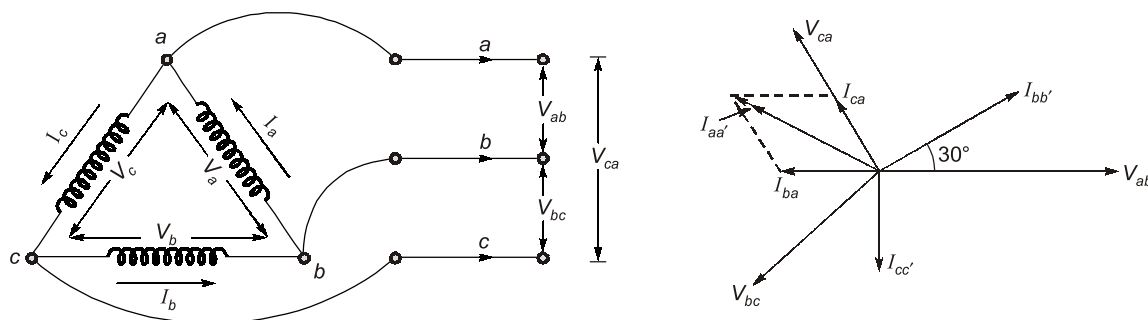 a
a
I_c
I_a
V_ab
V_c
V_a
b
V_ca
V_b
V_bc
c
b
c
I_b
V_ca
I_ca
I_bb'
I_aa'
30°
I_ba
V_ab
I_cc'
V_bc